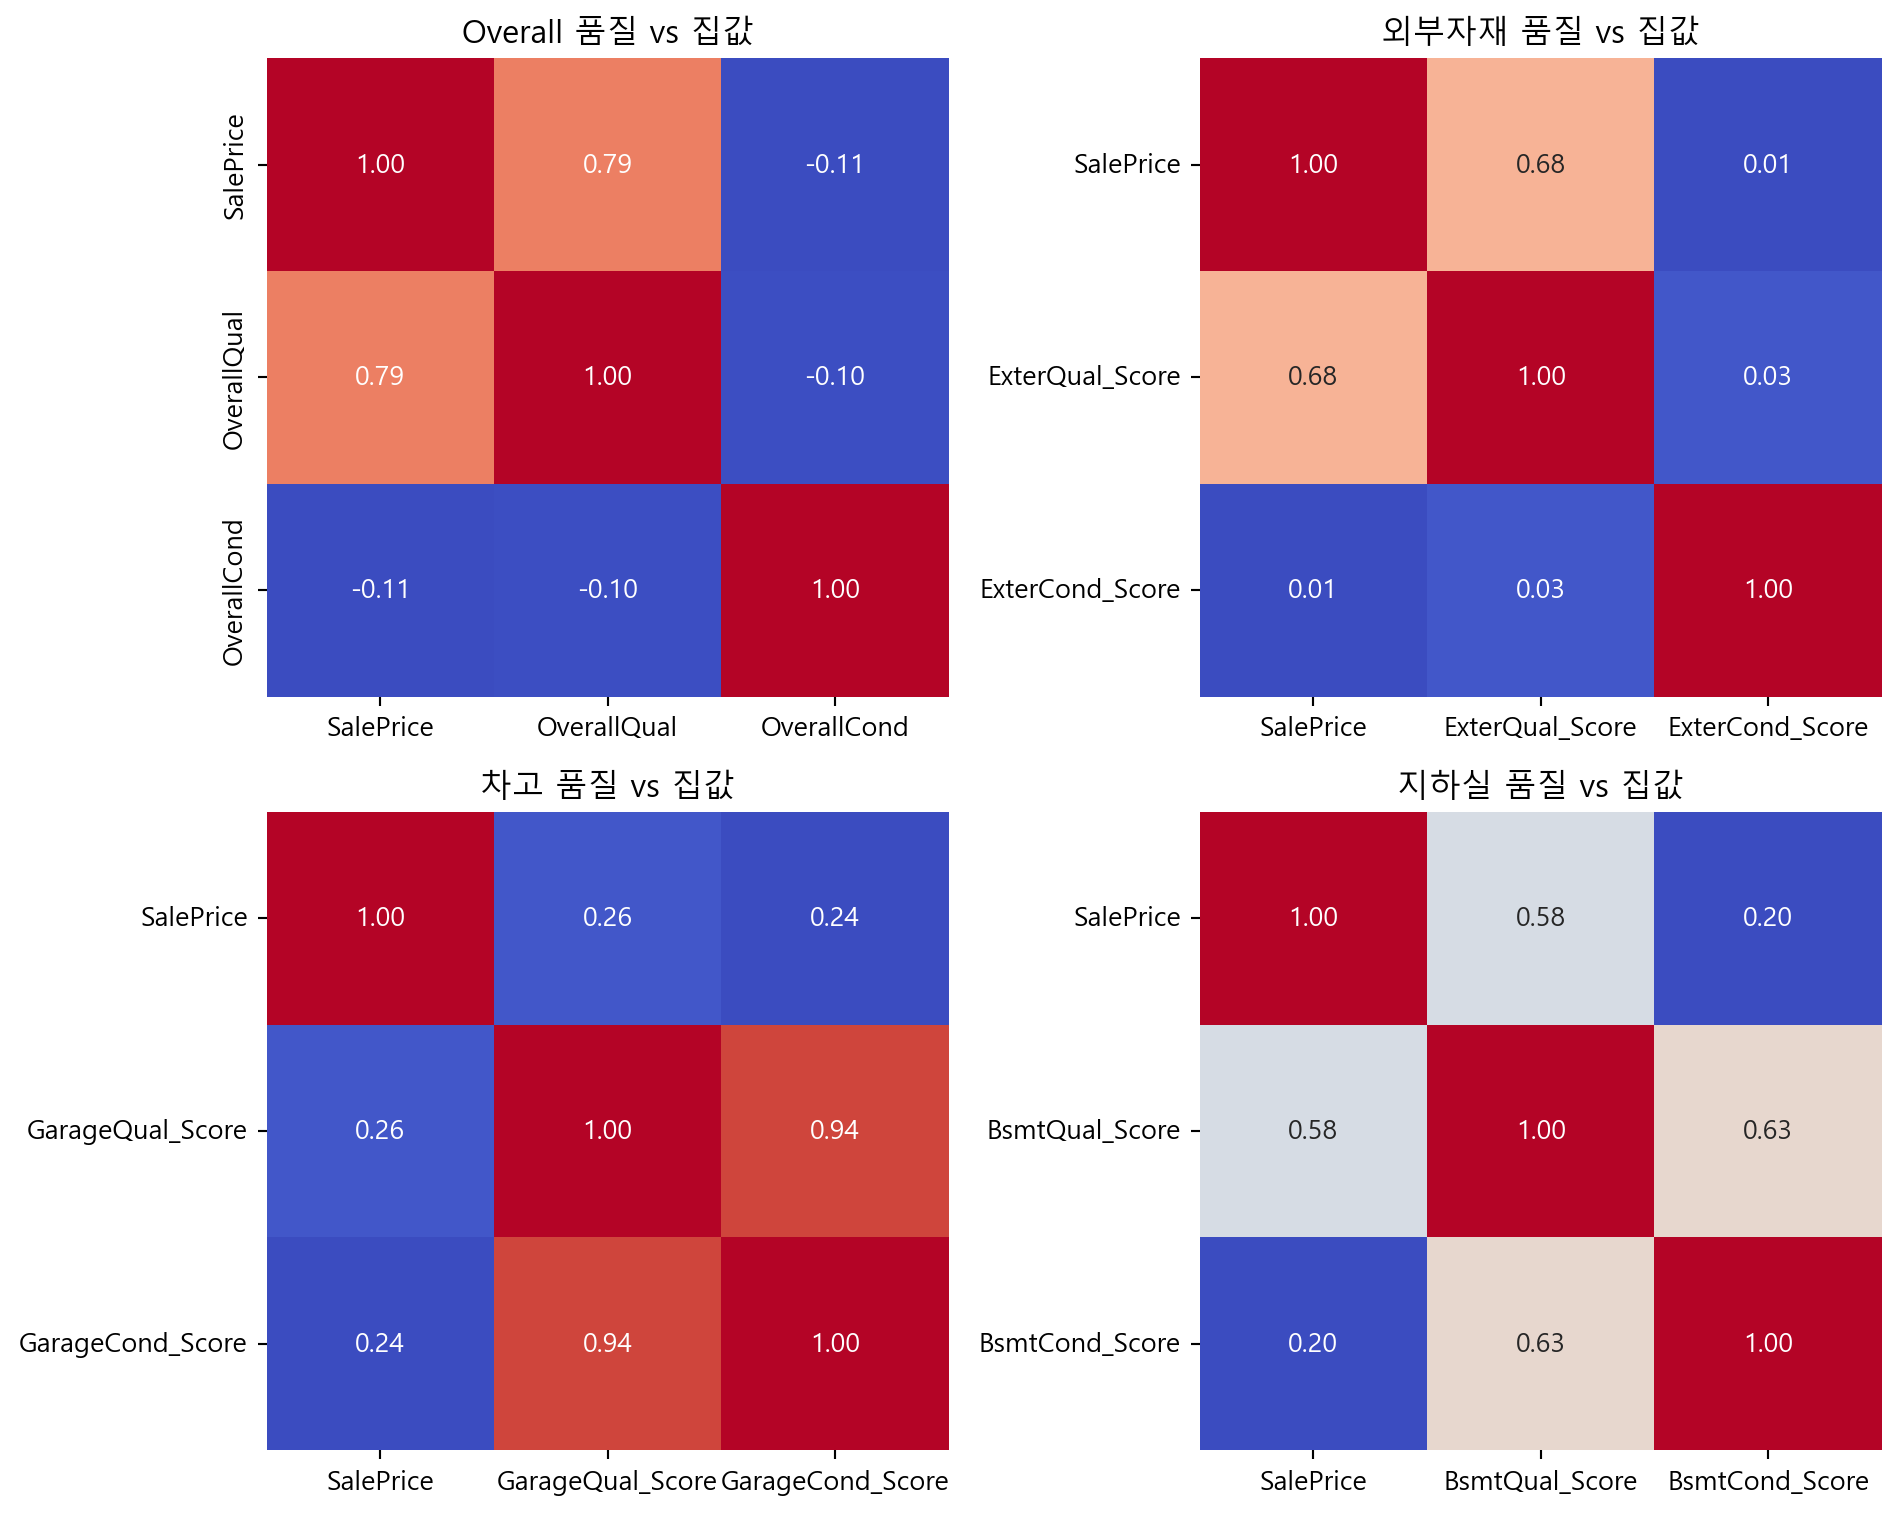 Overall 품질 vs 집값
SalePrice
OverallQual
OverallCond
1.00 0.79 -0.11
0.79 1.00 -0.10
-0.11 -0.10 1.00
SalePrice OverallQual OverallCond
외부자재 품질 vs 집값
SalePrice 1.00 0.68 0.01
ExterQual_Score 0.68 1.00 0.03
ExterCond_Score 0.01 0.03 1.00
SalePrice ExterQual_Score ExterCond_Score
차고 품질 vs 집값
SalePrice 1.00 0.26 0.24
GarageQual_Score 0.26 1.00 0.94
GarageCond_Score 0.24 0.94 1.00
SalePrice GarageQual_Score GarageCond_Score
지하실 품질 vs 집값
SalePrice 1.00 0.58 0.20
BsmtQual_Score 0.58 1.00 0.63
BsmtCond_Score 0.20 0.63 1.00
SalePrice BsmtQual_Score BsmtCond_Score